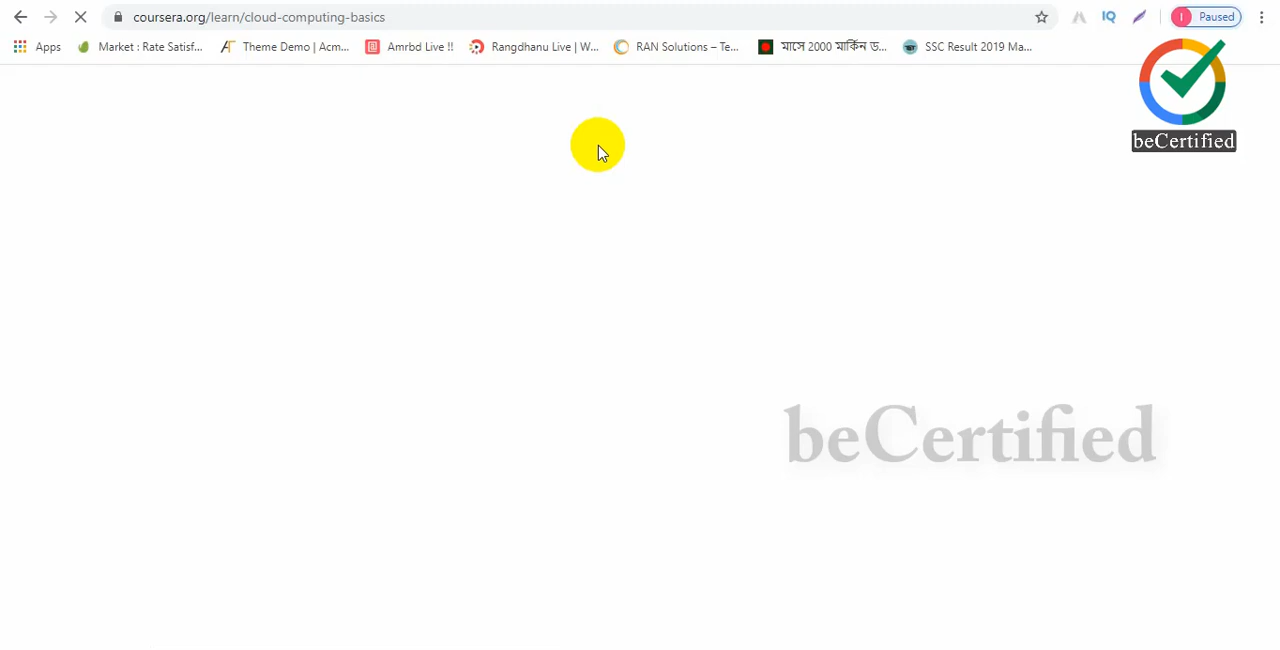 coursera.org/learn/cloud-computing-basics
IQ
I Paused
Apps Market : Rate Satisf... Theme Demo | Acm... Amrbd Live !! Rangdhanu Live | W... RAN Solutions – Te... মাসে 2000 মার্কিন ড... SSC Result 2019 Ma...
beCertified
beCertified